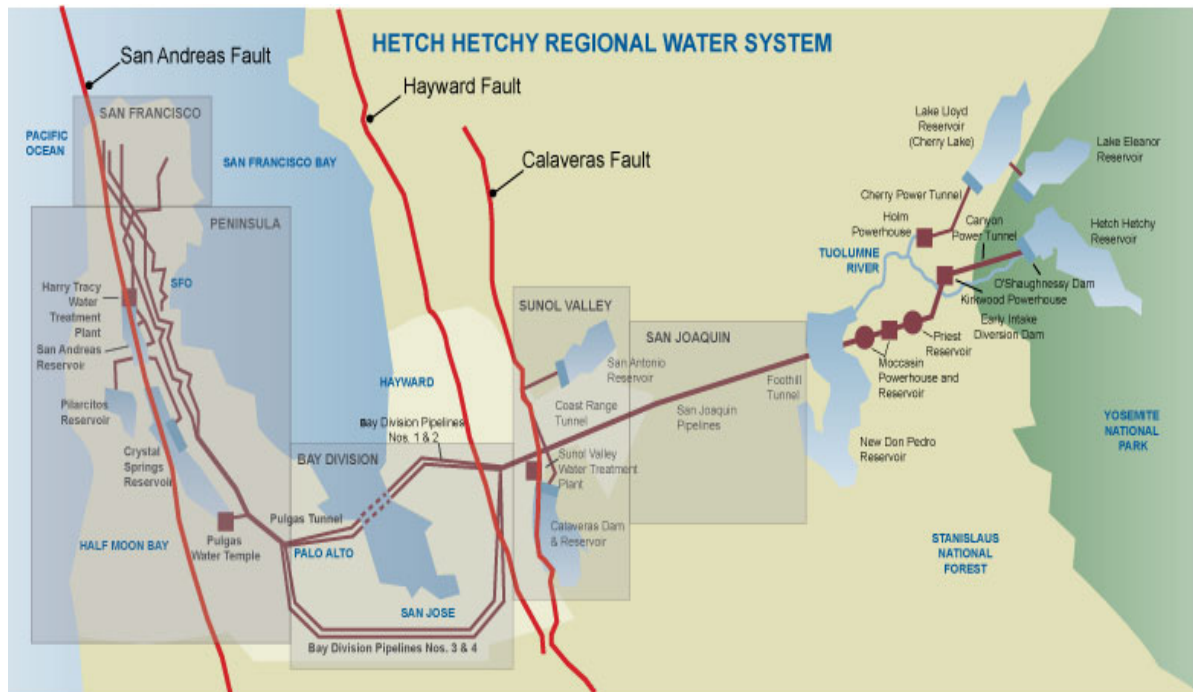 HETCH HETCHY REGIONAL WATER SYSTEM
San Andreas Fault
Hayward Fault
Calaveras Fault
SAN FRANCISCO
PACIFIC
OCEAN
SAN FRANCISCO BAY
PENINSULA
SFO
Harry Tracy
Water
Treatment
Plant
San Andreas
Reservoir
Pilarcitos
Reservoir
Crystal
Springs
Reservoir
HALF MOON BAY
Pulgas
Water Temple
Pulgas Tunnel
PALO ALTO
BAY DIVISION
Bay Division Pipelines
Nos. 1 & 2
HAYWARD
SAN JOSE
Bay Division Pipelines Nos. 3 & 4
SUNOL VALLEY
San Antonio
Reservoir
Coast Range
Tunnel
Sunol Valley
Water Treatment
Plant
Calaveras Dam
& Reservoir
SAN JOAQUIN
San Joaquin
Pipelines
Foothill
Tunnel
New Don Pedro
Reservoir
Moccasin
Powerhouse and
Reservoir
Priest
Reservoir
Early Intake
Diversion Dam
Kirkwood Powerhouse
O'Shaughnessy Dam
Hetch Hetchy
Reservoir
Canyon
Power Tunnel
TUOLUMNE
RIVER
Holm
Powerhouse
Cherry Power Tunnel
Lake Lloyd
Reservoir
(Cherry Lake)
Lake Eleanor
Reservoir
YOSEMITE
NATIONAL
PARK
STANISLAUS
NATIONAL
FOREST